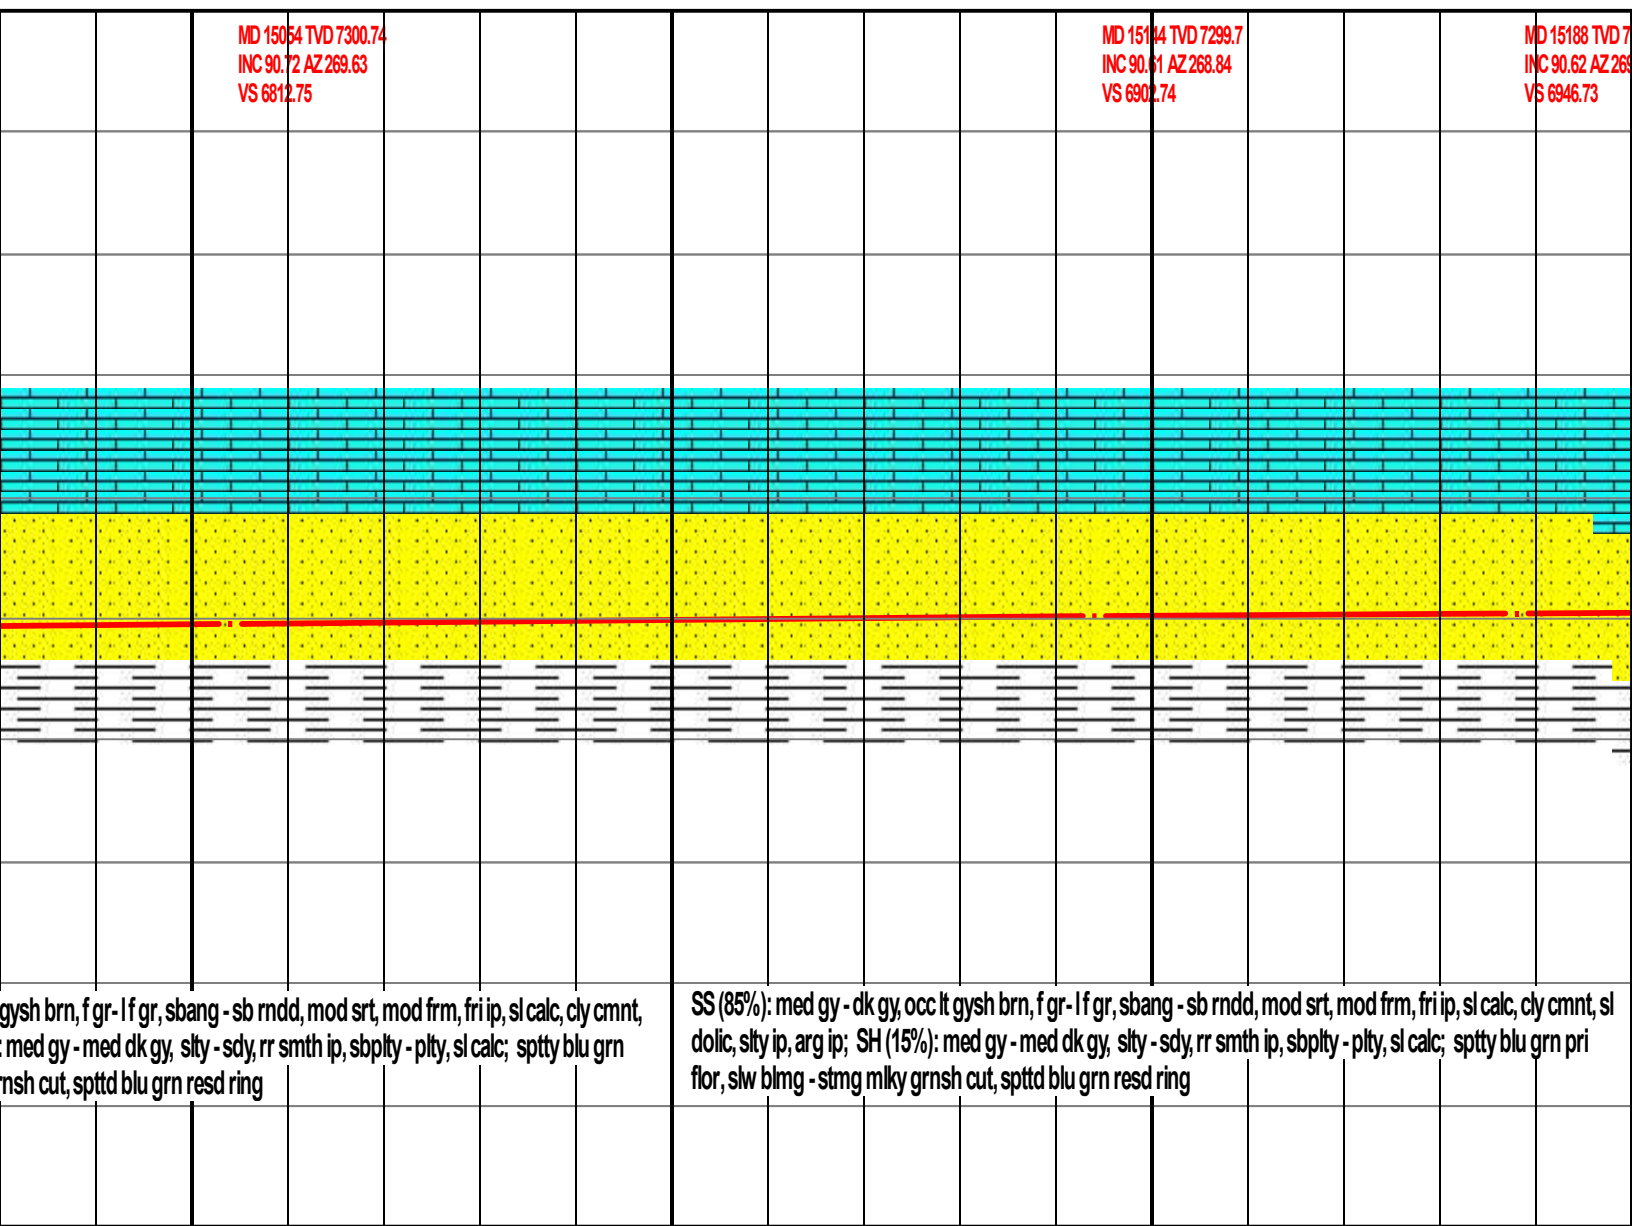 MD 15054 TVD 7300.74
INC 90.72 AZ 269.63
VS 6812.75
MD 15144 TVD 7299.7
INC 90.61 AZ 268.84
VS 6902.74
MD 15188 TVD 7
INC 90.62 AZ 269
VS 6946.73
gysh brn, f gr- l f gr, sbang - sb rndd, mod srt, mod frm, fri ip, sl calc, cly cmnt,
: med gy - med dk gy, slty - sdy, rr smth ip, sbplty - plty, sl calc; sptty blu grn
rnsh cut, spttd blu grn resd ring
SS (85%): med gy - dk gy, occ lt gysh brn, f gr- l f gr, sbang - sb rndd, mod srt, mod frm, fri ip, sl calc, cly cmnt, sl
dolic, slty ip, arg ip; SH (15%): med gy - med dk gy, slty - sdy, rr smth ip, sbplty - plty, sl calc; sptty blu grn pri
flor, slw blmg - stmg mlky grnsh cut, spttd blu grn resd ring